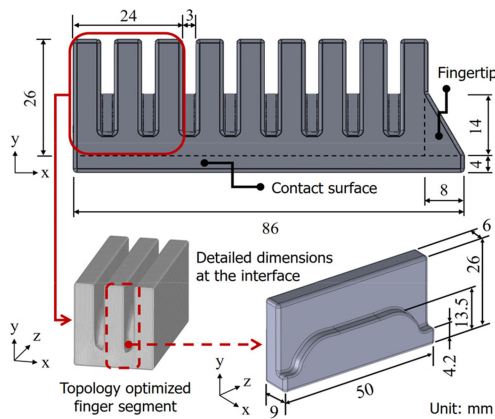 24
3
26
Fingertip
14
4
y
x
Contact surface
8
86
Detailed dimensions
at the interface
6
26
13.5
4.2
50
9
y
z
x
Topology optimized
finger segment
y
z
x
Unit: mm